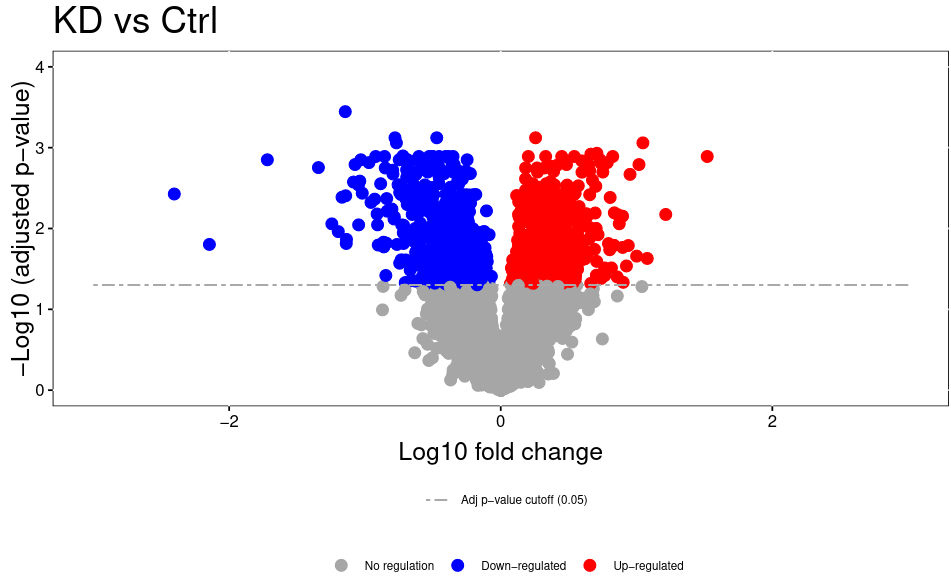 KD vs Ctrl
−Log10 (adjusted p−value)
4
3
2
1
0
−2
0
2
Log10 fold change
Adj p−value cutoff (0.05)
No regulation
Down−regulated
Up−regulated